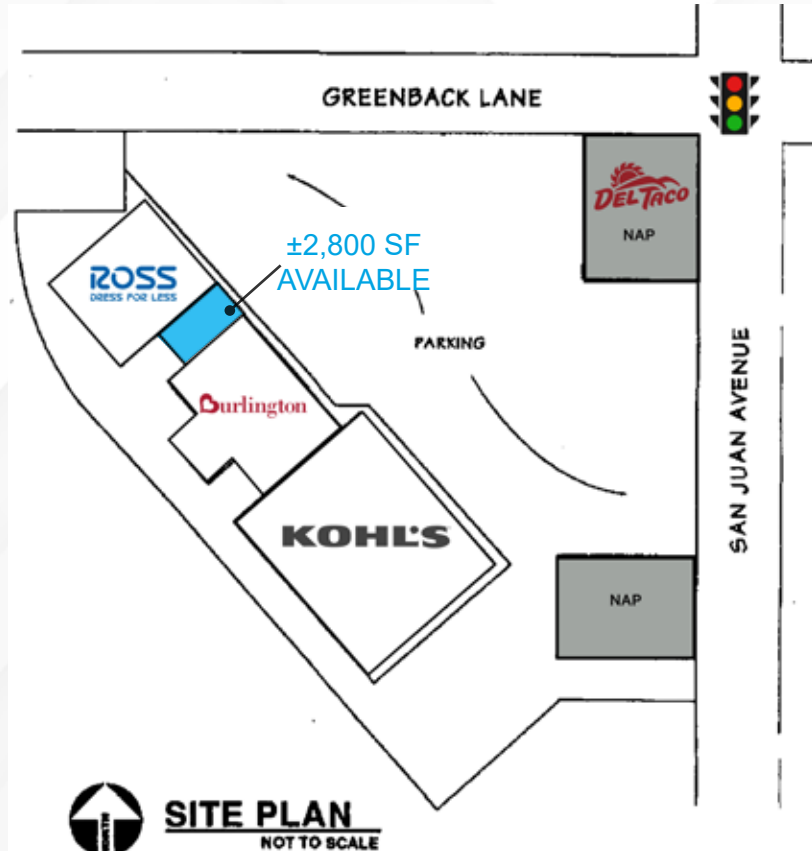 GREENBACK LANE
DEL TACO
NAP
±2,800 SF
AVAILABLE
ROSS
DRESS FOR LESS
PARKING
Burlington
SAN JUAN AVENUE
KOHL'S
NAP
NORTH
SITE PLAN
NOT TO SCALE